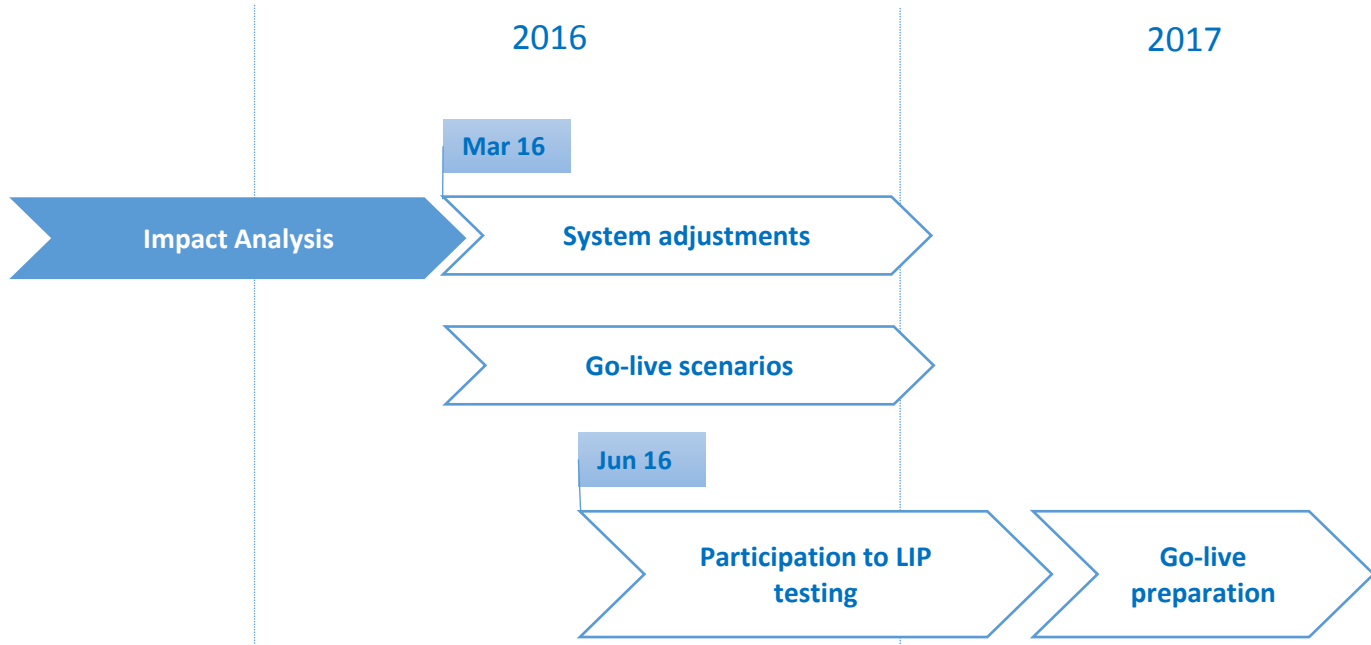 2016
2017
Mar 16
Impact Analysis
System adjustments
Go-live scenarios
Jun 16
Participation to LIP
testing
Go-live
preparation